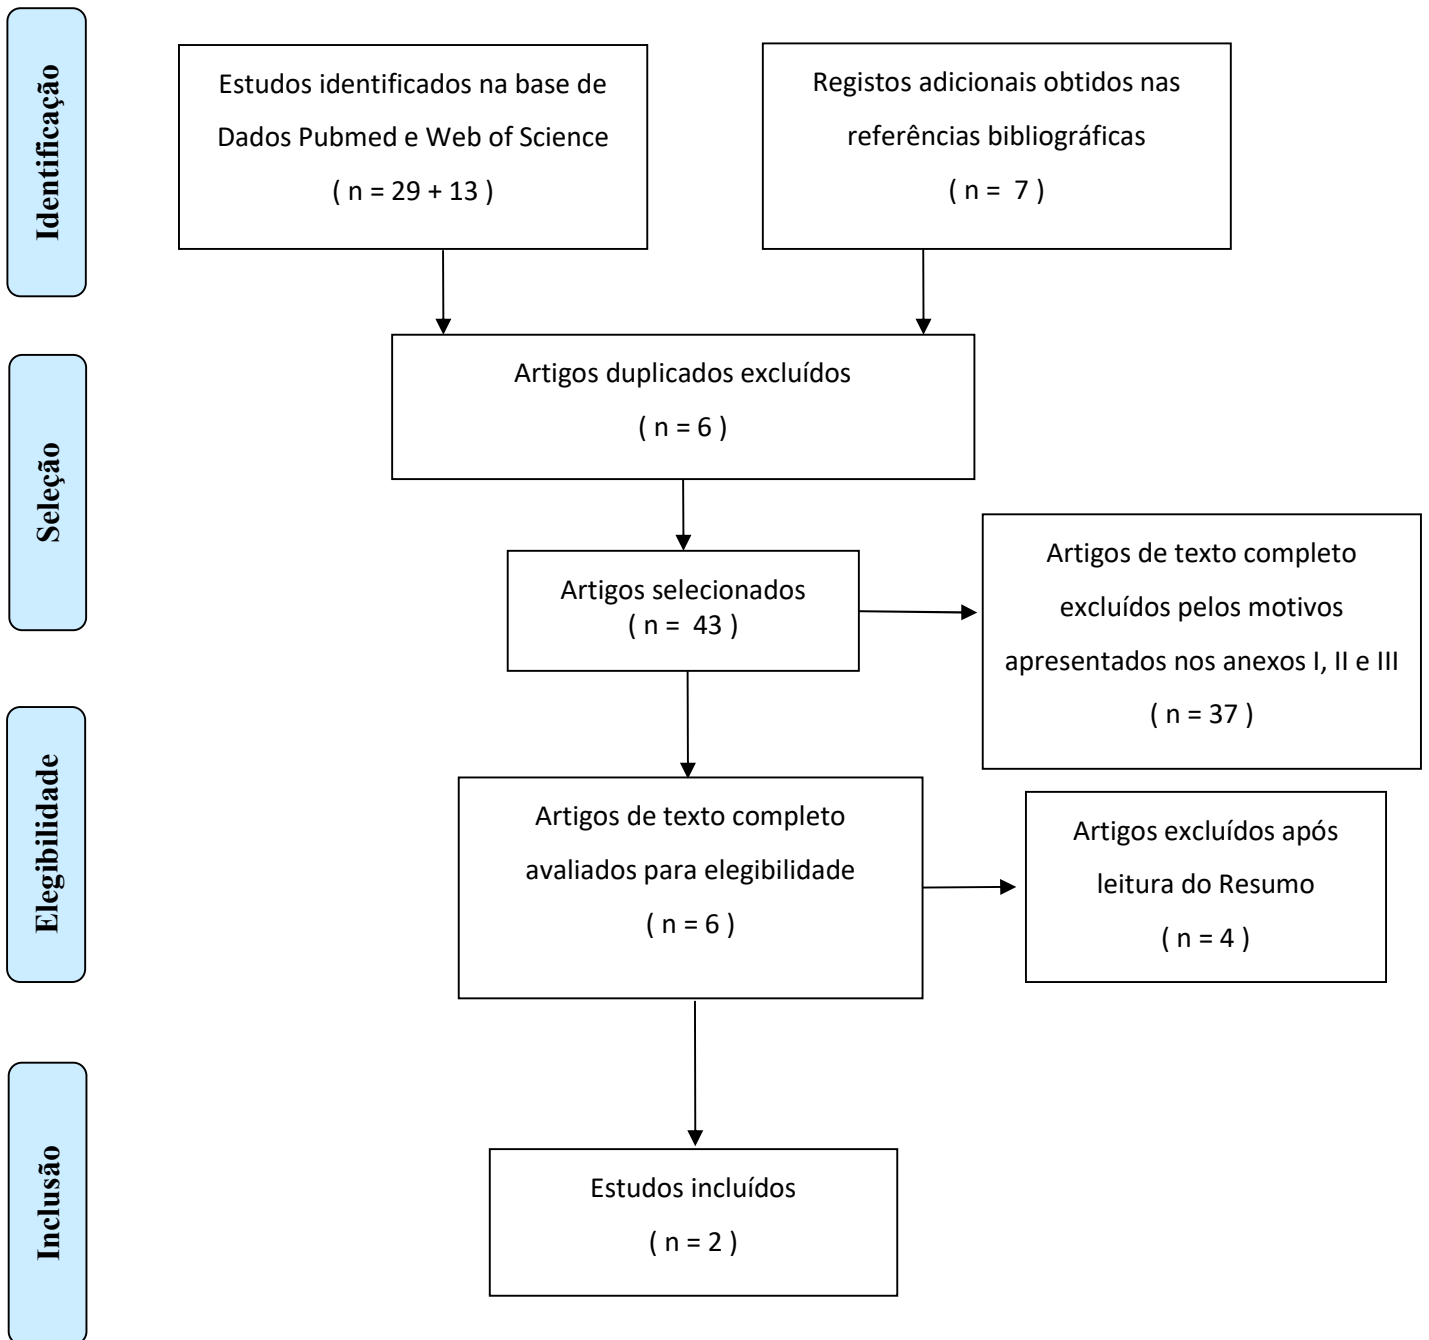 Identificação
Estudos identificados na base de
Dados Pubmed e Web of Science
( n = 29 + 13 )
Registos adicionais obtidos nas
referências bibliográficas
( n = 7 )
Seleção
Artigos duplicados excluídos
( n = 6 )
Artigos selecionados
( n = 43 )
Artigos de texto completo
excluídos pelos motivos
apresentados nos anexos I, II e III
( n = 37 )
Elegibilidade
Artigos de texto completo
avaliados para elegibilidade
( n = 6 )
Artigos excluídos após
leitura do Resumo
( n = 4 )
Inclusão
Estudos incluídos
( n = 2 )